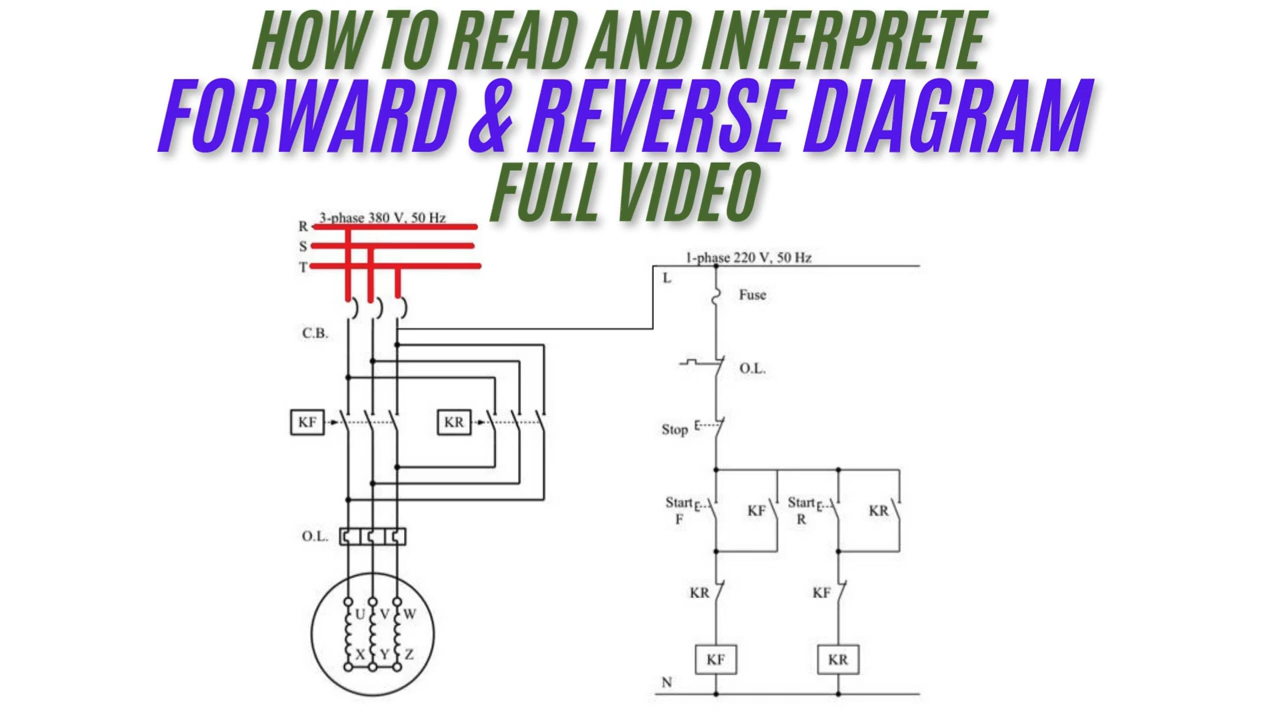 HOW TO READ AND INTERPRETE
FORWARD & REVERSE DIAGRAM
FULL VIDEO
3-phase 380 V, 50 Hz
R
S
T
C.B.
KF
KR
O.L.
U V W
X Y Z
1-phase 220 V, 50 Hz
L
Fuse
O.L.
Stop
Start F
KF
Start R
KR
KR
KF
KF
KR
N